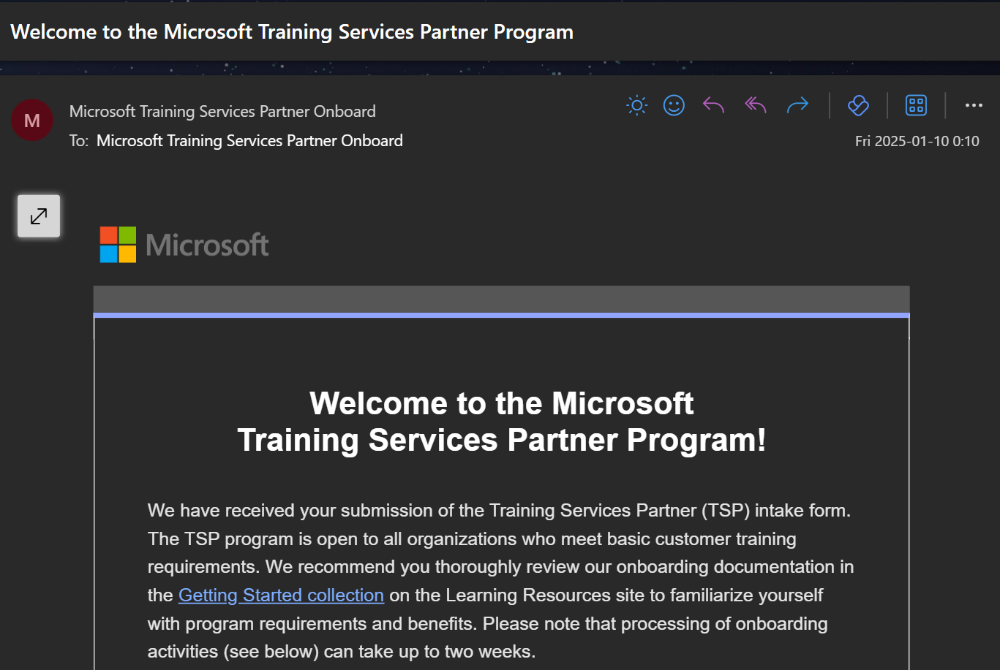 Welcome to the Microsoft Training Services Partner Program
M
Microsoft Training Services Partner Onboard
To: Microsoft Training Services Partner Onboard
Fri 2025-01-10 0:10
Microsoft
Welcome to the Microsoft
Training Services Partner Program!
We have received your submission of the Training Services Partner (TSP) intake form.
The TSP program is open to all organizations who meet basic customer training
requirements. We recommend you thoroughly review our onboarding documentation in
the Getting Started collection on the Learning Resources site to familiarize yourself
with program requirements and benefits. Please note that processing of onboarding
activities (see below) can take up to two weeks.